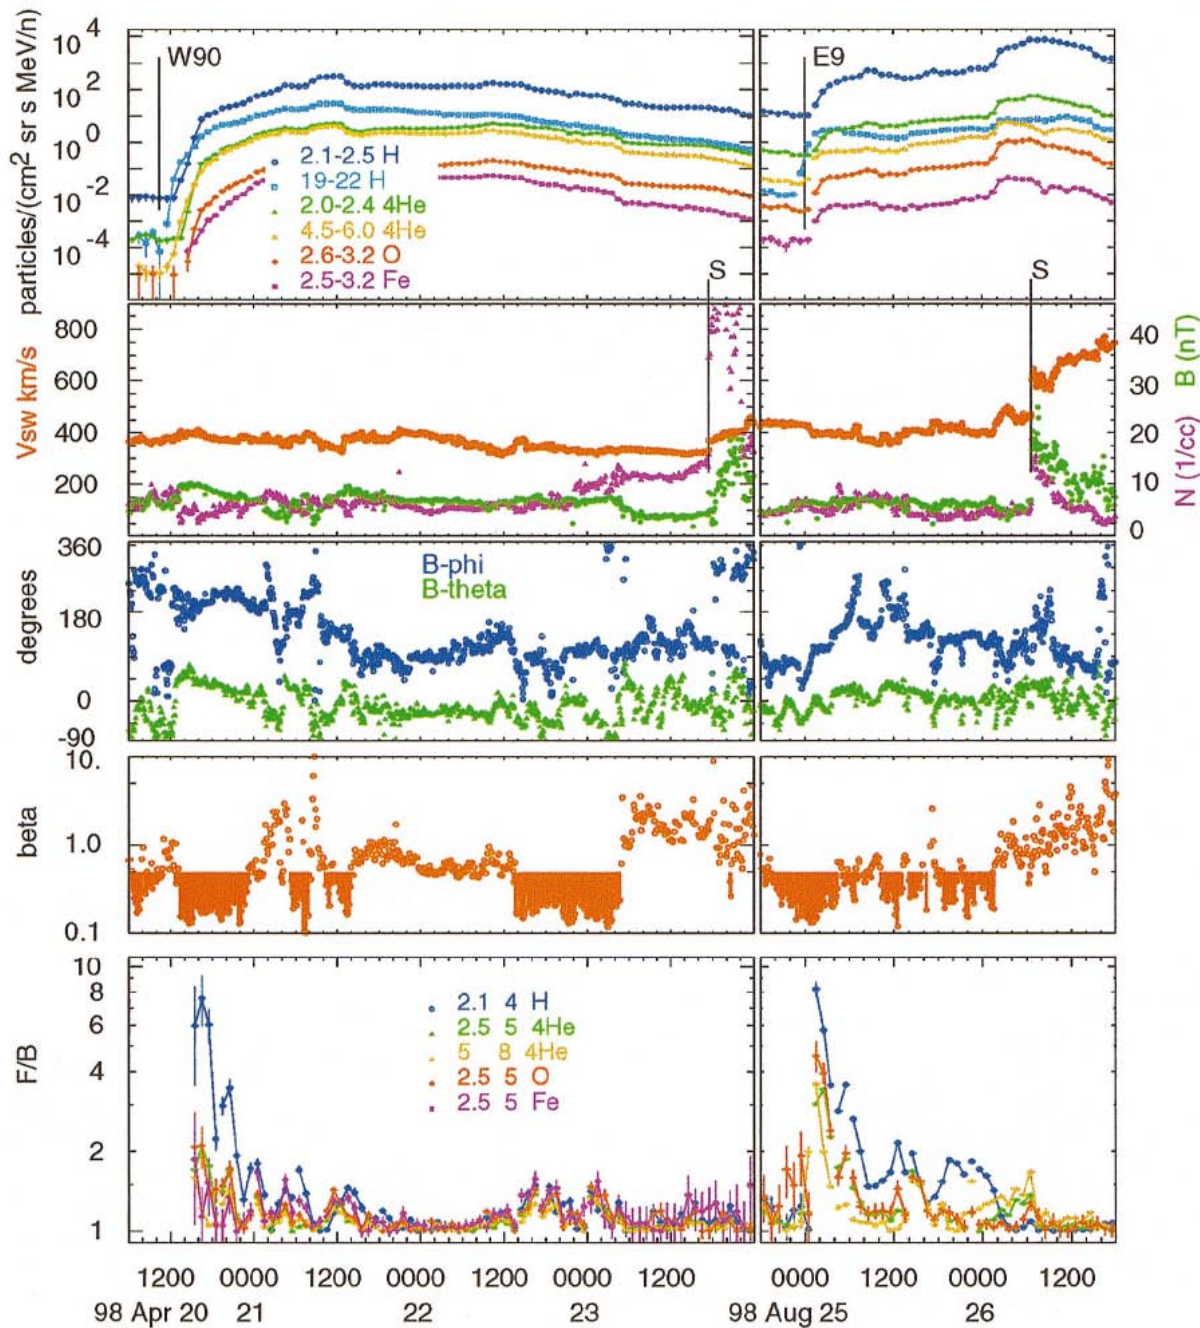 10⁴
10²
0
10⁰
-2
10⁻²
10⁻⁴
particles/(cm² sr s MeV/n)
W90
E9
2.1-2.5 H
19-22 H
2.0-2.4 4He
4.5-6.0 4He
2.6-3.2 O
2.5-3.2 Fe
S
S
800
600
400
200
Vsw km/s
40
30
20
10
0
B (nT)
N (1/cc)
360
180
0
-90
degrees
B-phi
B-theta
10.
1.0
0.1
beta
10
8
6
4
2
1
F/B
2.1 4 H
2.5 5 4He
5 8 4He
2.5 5 O
2.5 5 Fe
1200 0000 1200 0000 1200 0000 1200 0000 1200 0000 1200
98 Apr 20 21 22 23 98 Aug 25 26